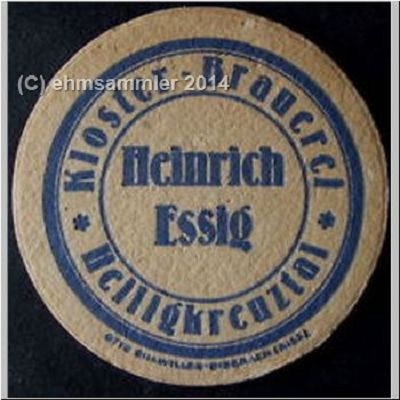 (C) ehmsammler 2014
Kloster-Brauerei
Heinrich
Essig
* Heiligkreuztal *